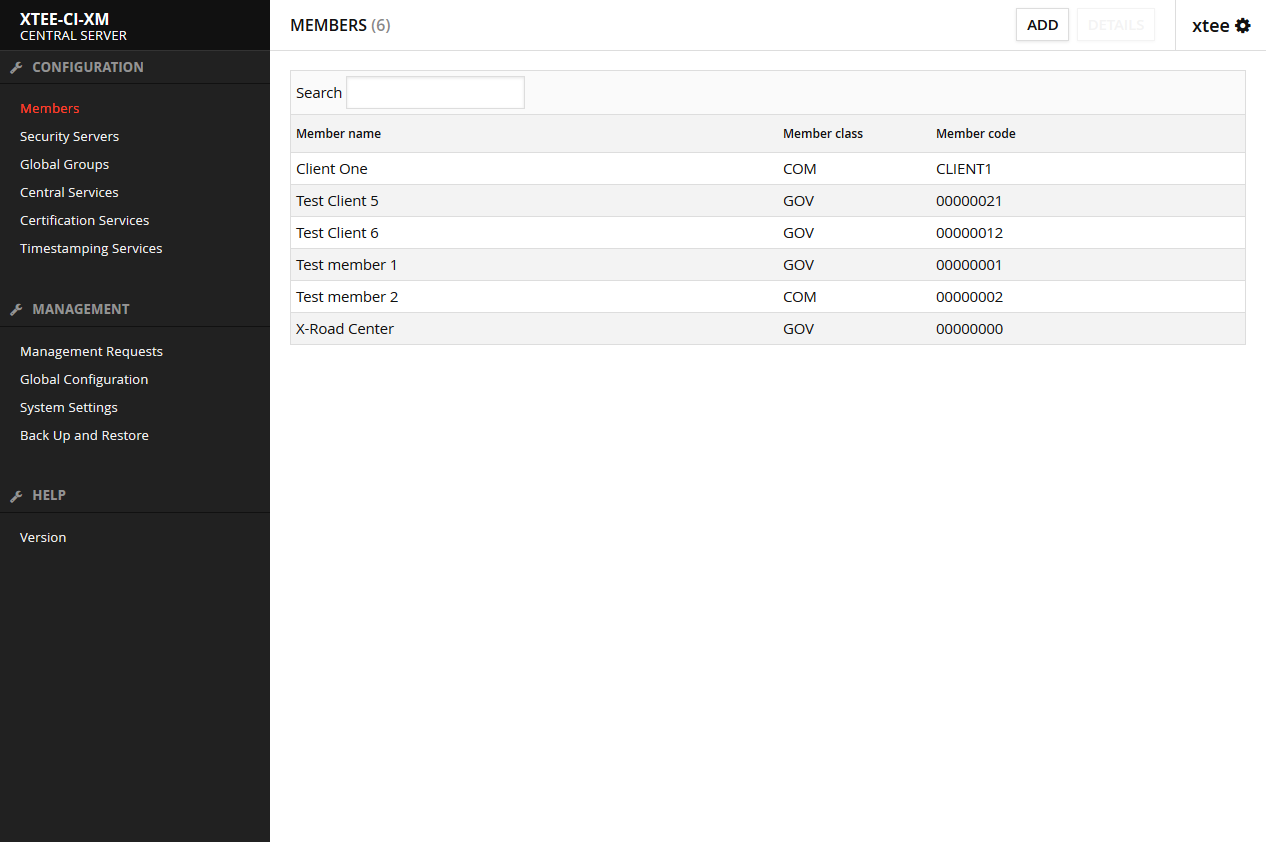 XTEE-CI-XM
CENTRAL SERVER
CONFIGURATION
Members
Security Servers
Global Groups
Central Services
Certification Services
Timestamping Services
MANAGEMENT
Management Requests
Global Configuration
System Settings
Back Up and Restore
HELP
Version
MEMBERS (6)
ADD
DETAILS
xtee
Search
Member name Member class Member code
Client One COM CLIENT1
Test Client 5 GOV 00000021
Test Client 6 GOV 00000012
Test member 1 GOV 00000001
Test member 2 COM 00000002
X-Road Center GOV 00000000